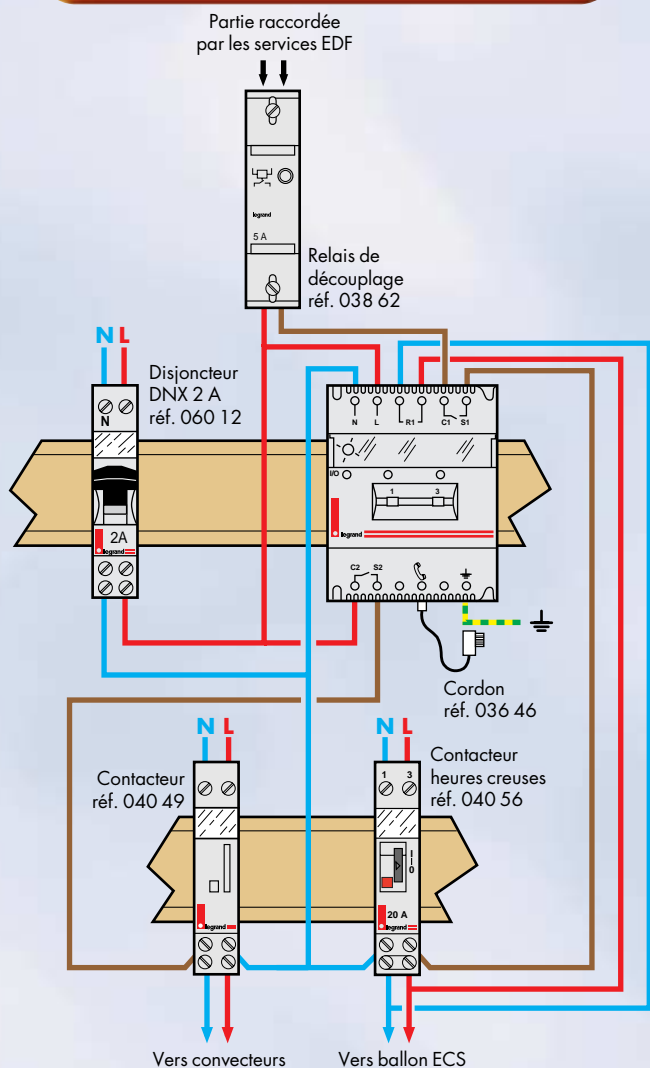 Partie raccordée
par les services EDF
legrand
5 A
Relais de
découplage
réf. 038 62
N L
Disjoncteur
DNX 2 A
réf. 060 12
N
2A
legrand
N L R1 C1 S1
I/O
1 3
legrand
C2 S2
Cordon
réf. 036 46
N L
Contacteur
réf. 040 49
legrand
N L
Contacteur
heures creuses
réf. 040 56
1 3
I
I
0
20 A
legrand
Vers convecteurs
Vers ballon ECS